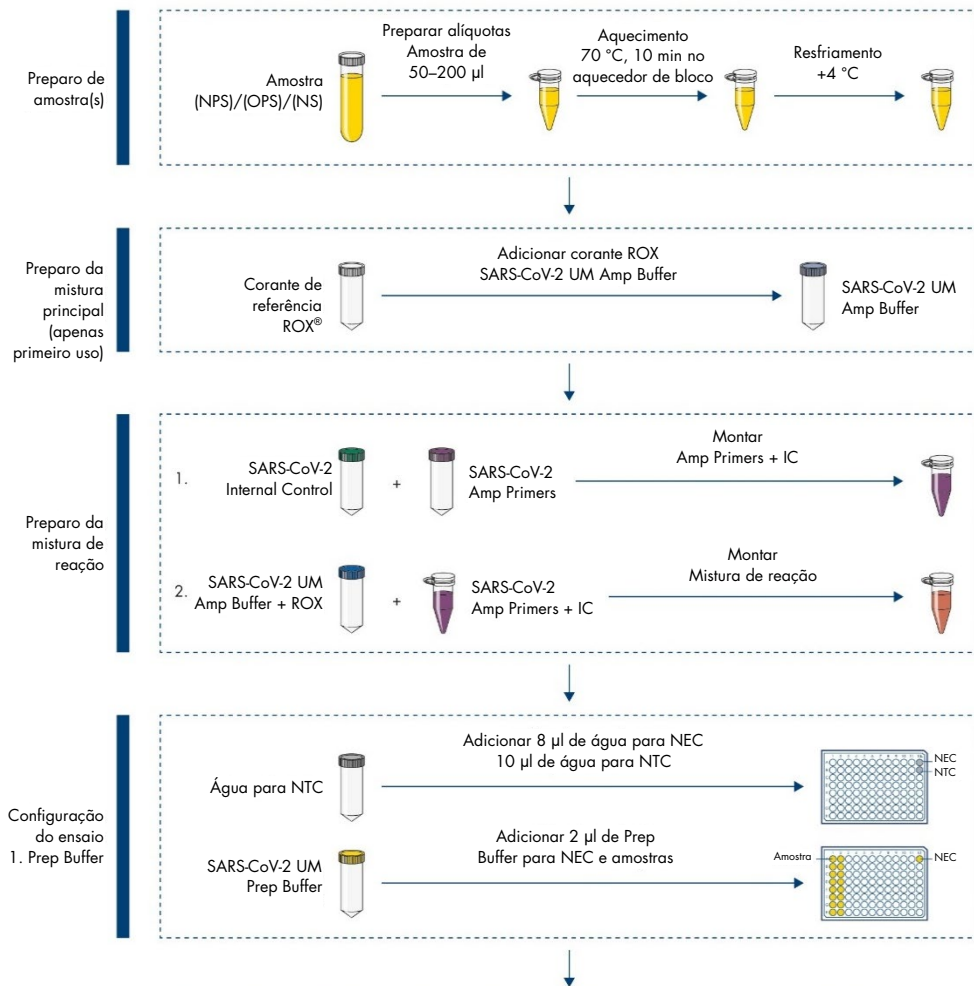 Preparo de
amostra(s)
Amostra
(NPS)/(OPS)/(NS)
Preparar alíquotas
Amostra de
50–200 µl
Aquecimento
70 °C, 10 min no
aquecedor de bloco
Resfriamento
+4 °C
Preparo da
mistura
principal
(apenas
primeiro uso)
Corante de
referência
ROX®
Adicionar corante ROX
SARS-CoV-2 UM Amp Buffer
SARS-CoV-2 UM
Amp Buffer
Preparo da
mistura de
reação
1.
SARS-CoV-2
Internal Control
+
SARS-CoV-2
Amp Primers
Montar
Amp Primers + IC
2.
SARS-CoV-2 UM
Amp Buffer + ROX
+
SARS-CoV-2
Amp Primers + IC
Montar
Mistura de reação
Configuração
do ensaio
1. Prep Buffer
Água para NTC
Adicionar 8 µl de água para NEC
10 µl de água para NTC
NEC
NTC
SARS-CoV-2 UM
Prep Buffer
Adicionar 2 µl de Prep
Buffer para NEC e amostras
Amostra
NEC